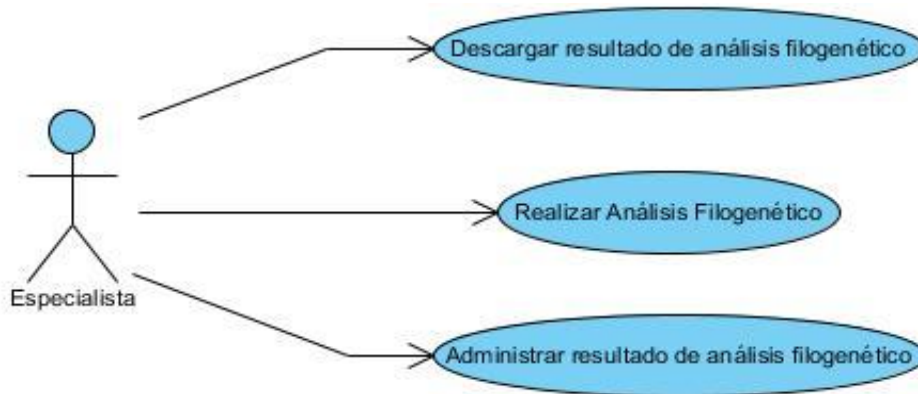 Descargar resultado de análisis filogenético
Realizar Análisis Filogenético
Especialista
Administrar resultado de análisis filogenético